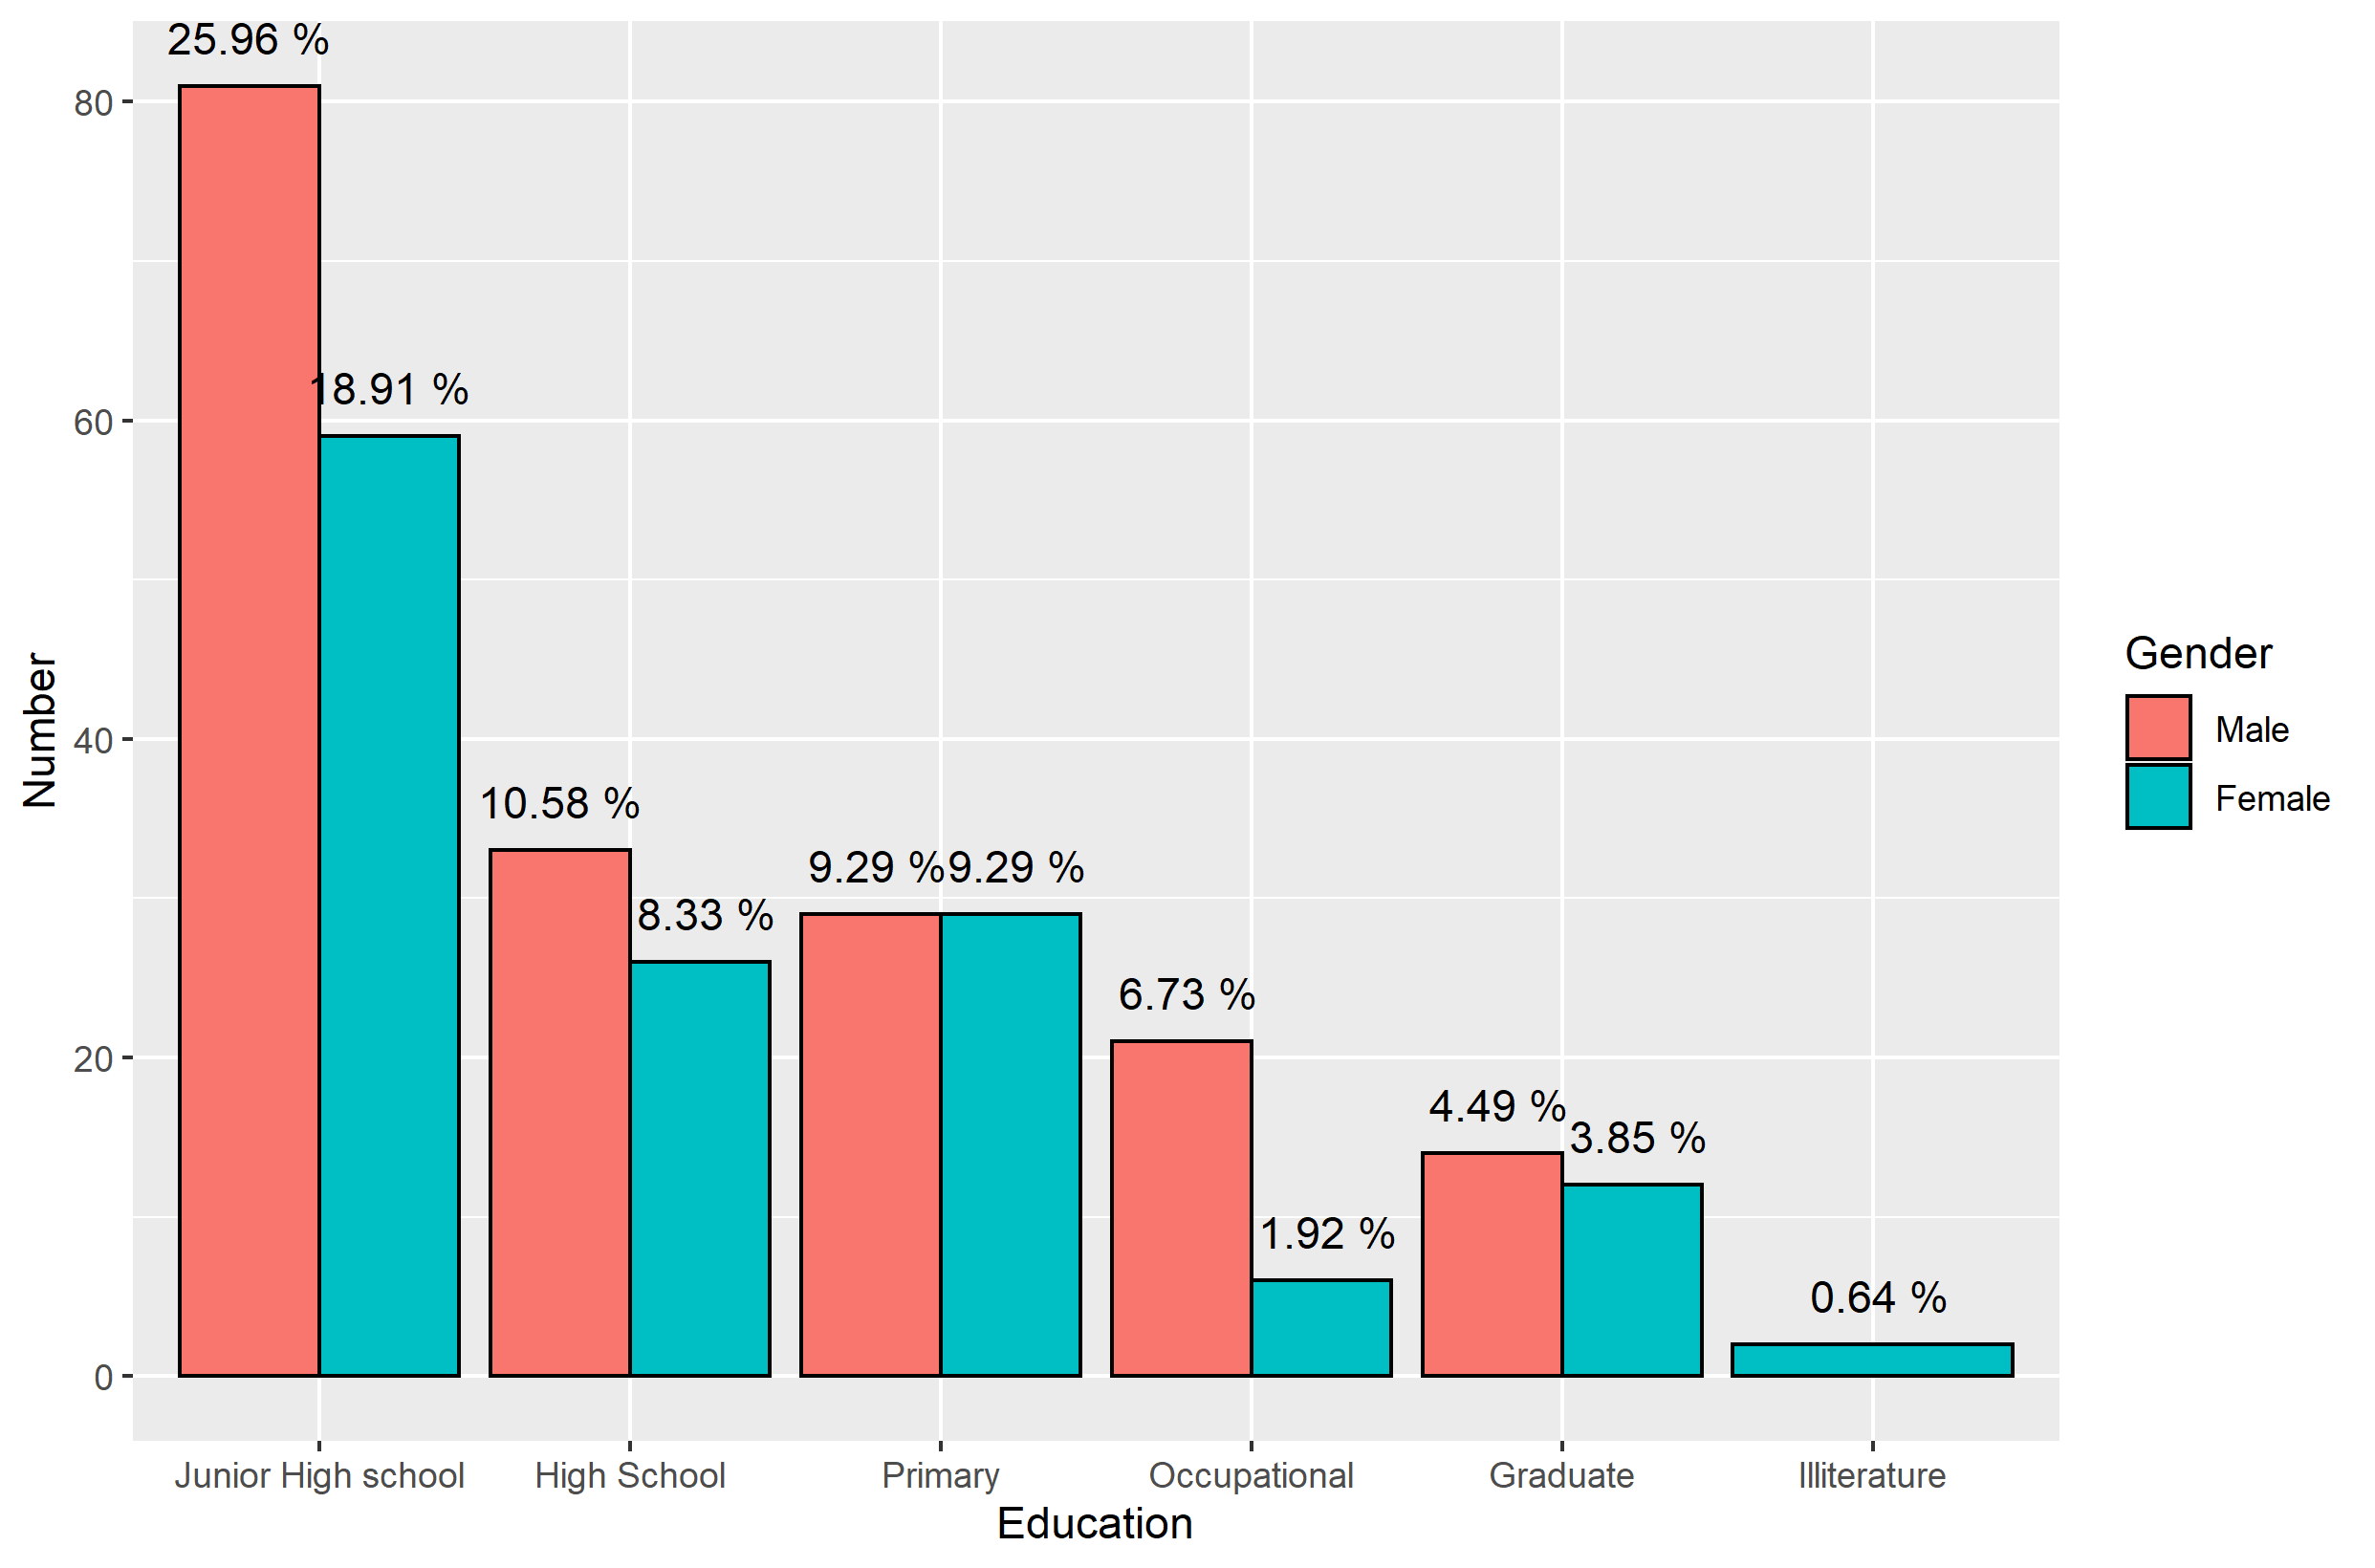 25.96 %
80
18.91 %
60
10.58 %
40
9.29 %
9.29 %
8.33 %
6.73 %
20
4.49 %
3.85 %
1.92 %
0.64 %
0
Number
Junior High school
High School
Primary
Occupational
Graduate
Illiterature
Education
Gender
Male
Female